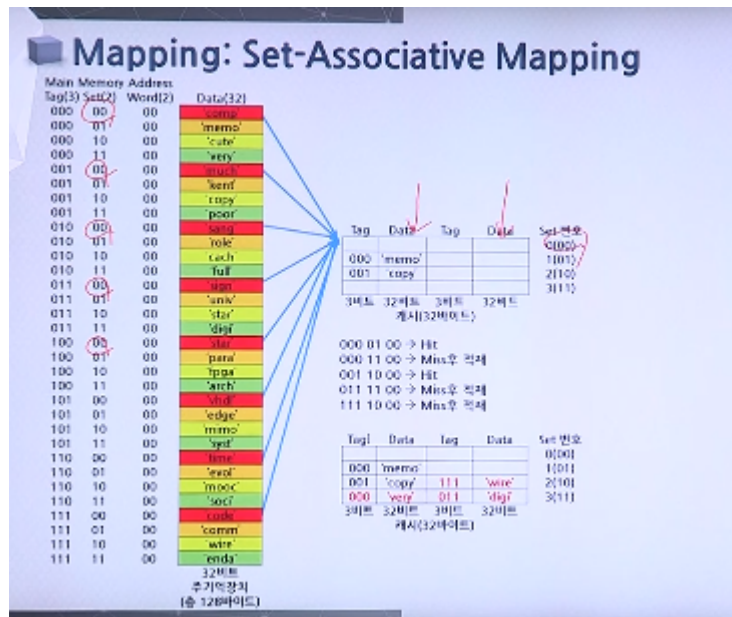 Mapping: Set-Associative Mapping
Main Memory Address
Tag(3) Set(2) Word(2) Data(32)
000 00 00 'comp'
000 01 00 'memo'
000 10 00 'cute'
000 11 00 'very'
001 00 00 'much'
001 01 00 'kent'
001 10 00 'copy'
001 11 00 'poor'
010 00 00 'sang'
010 01 00 'role'
010 10 00 'cach'
010 11 00 'full'
011 00 00 'sign'
011 01 00 'univ'
011 10 00 'star'
011 11 00 'digi'
100 00 00 'star'
100 01 00 'para'
100 10 00 'fpga'
100 11 00 'arch'
101 00 00 'vhdl'
101 01 00 'edge'
101 10 00 'mimo'
101 11 00 'syst'
110 00 00 'time'
110 01 00 'evol'
110 10 00 'mooc'
110 11 00 'soci'
111 00 00 'code'
111 01 00 'comm'
111 10 00 'wire'
111 11 00 'enda'
32비트
주기억장치
(총 128바이트)
Tag Data Tag Data Set 번호
0(00)
000 'memo' 1(01)
001 'copy 2(10)
3(11)
3비트 32비트 3비트 32비트
캐시(32바이트)
000 01 00 → Hit
000 11 00 → Miss후 적재
001 10 00 → Hit
011 11 00 → Miss후 적재
111 10 00 → Miss후 적재
Tag Data Tag Data Set 번호
0(00)
000 'memo' 1(01)
001 'copy' 111 'wire' 2(10)
000 'very' 011 'digi' 3(11)
3비트 32비트 3비트 32비트
캐시(32바이트)